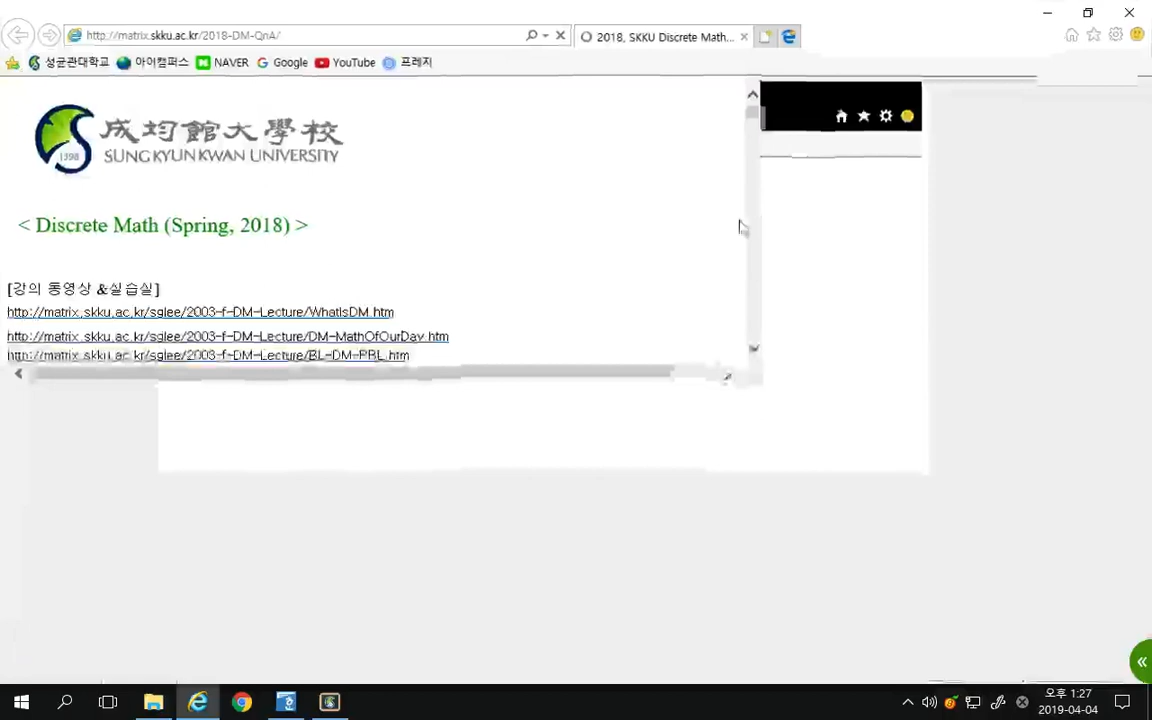 http://matrix.skku.ac.kr/2018-DM-QnA/
2018, SKKU Discrete Math...
성균관대학교
아이캠퍼스
NAVER
Google
YouTube
프레지
成均館大學校
SUNGKYUNKWAN UNIVERSITY
1398
< Discrete Math (Spring, 2018) >
[강의 동영상 &실습실]
http://matrix.skku.ac.kr/sglee/2003-f-DM-Lecture/WhatIsDM.htm
http://matrix.skku.ac.kr/sglee/2003-f-DM-Lecture/DM-MathOfOurDay.htm
http://matrix.skku.ac.kr/sglee/2003-f-DM-Lecture/BL-DM-PBL.htm
오후 1:27
2019-04-04